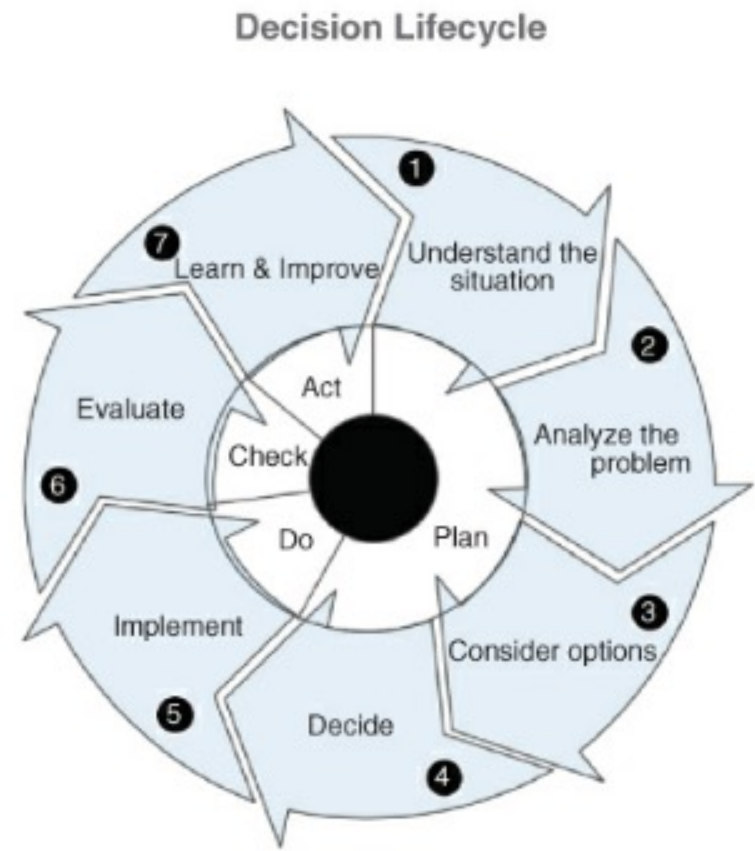 Decision Lifecycle
1
Understand the
situation
2
Analyze the
problem
3
Consider options
4
Decide
5
Implement
6
Evaluate
7
Learn & Improve
Act
Check
Do
Plan